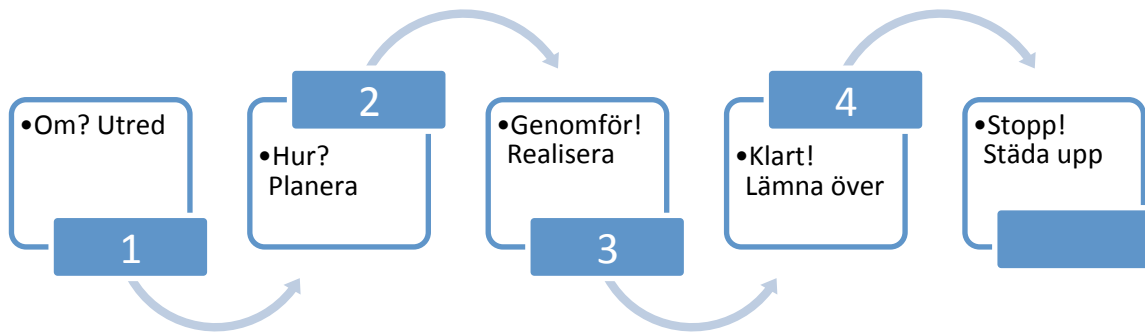 •Om? Utred
1
2
•Hur?
Planera
•Genomför!
Realisera
3
4
•Klart!
Lämna över
•Stopp!
Städa upp